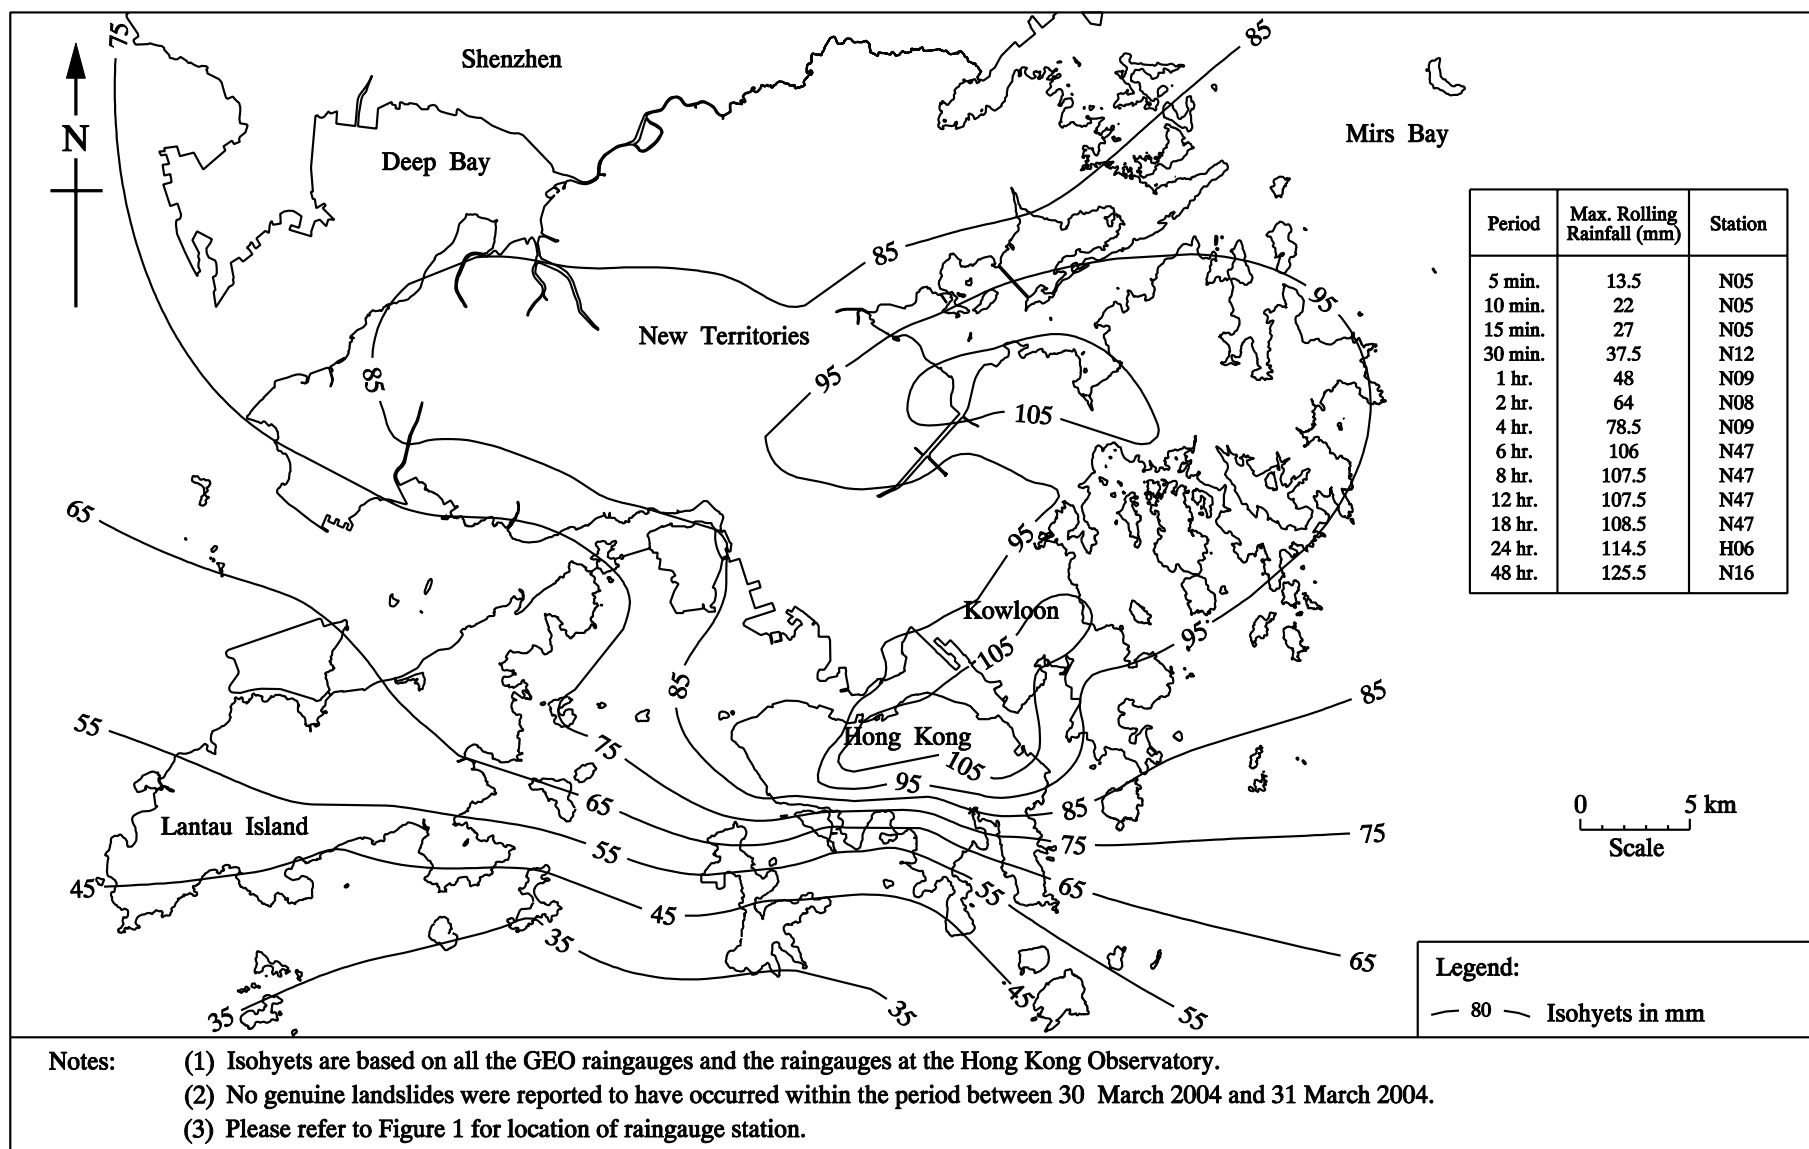 75
85
Shenzhen
N
Deep Bay
Mirs Bay
Period Max. Rolling Rainfall (mm) Station
5 min. 13.5 N05
10 min. 22 N05
15 min. 27 N05
30 min. 37.5 N12
1 hr. 48 N09
2 hr. 64 N08
4 hr. 78.5 N09
6 hr. 106 N47
8 hr. 107.5 N47
12 hr. 107.5 N47
18 hr. 108.5 N47
24 hr. 114.5 H06
48 hr. 125.5 N16
85
95
New Territories
85
95
105
65
95
Kowloon
95
105
85
85
55
75
Hong Kong
105
95
65
85
0 5 km
Scale
Lantau Island
75
75
55
45
65
55
45
35
65
45
55
35
35
Legend:
80 Isohyets in mm
Notes: (1) Isohyets are based on all the GEO raingauges and the raingauges at the Hong Kong Observatory.
(2) No genuine landslides were reported to have occurred within the period between 30 March 2004 and 31 March 2004.
(3) Please refer to Figure 1 for location of raingauge station.